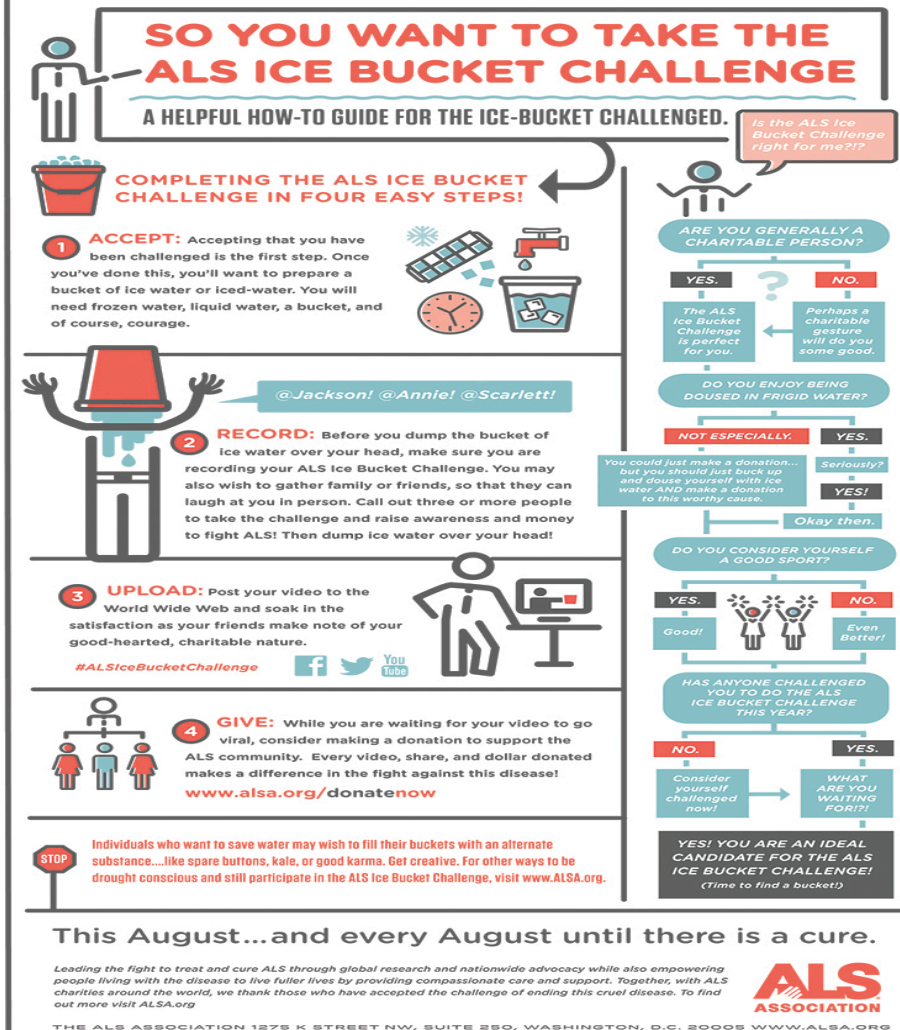 SO YOU WANT TO TAKE THE
ALS ICE BUCKET CHALLENGE
A HELPFUL HOW-TO GUIDE FOR THE ICE-BUCKET CHALLENGED.
COMPLETING THE ALS ICE BUCKET
CHALLENGE IN FOUR EASY STEPS!
1 ACCEPT: Accepting that you have
been challenged is the first step. Once
you've done this, you'll want to prepare a
bucket of ice water or iced-water. You will
need frozen water, liquid water, a bucket, and
of course, courage.
@Jackson! @Annie! @Scarlett!
2 RECORD: Before you dump the bucket of
ice water over your head, make sure you are
recording your ALS Ice Bucket Challenge. You may
also wish to gather family or friends, so that they can
laugh at you in person. Call out three or more people
to take the challenge and raise awareness and money
to fight ALS! Then dump ice water over your head!
3 UPLOAD: Post your video to the
World Wide Web and soak in the
satisfaction as your friends make note of your
good-hearted, charitable nature.
#ALSIceBucketChallenge
f
You
Tube
4 GIVE: While you are waiting for your video to go
viral, consider making a donation to support the
ALS community. Every video, share, and dollar donated
makes a difference in the fight against this disease!
www.alsa.org/donatenow
STOP
Individuals who want to save water may wish to fill their buckets with an alternate
substance....like spare buttons, kale, or good karma. Get creative. For other ways to be
drought conscious and still participate in the ALS Ice Bucket Challenge, visit www.ALSA.org.
Is the ALS Ice
Bucket Challenge
right for me?!?
ARE YOU GENERALLY A
CHARITABLE PERSON?
YES.
?
NO.
The ALS
Ice Bucket
Challenge
is perfect
for you.
Perhaps a
charitable
gesture
will do you
some good.
DO YOU ENJOY BEING
DOUSED IN FRIGID WATER?
NOT ESPECIALLY.
YES.
You could just make a donation...
but you should just buck up
and douse yourself with ice
water AND make a donation
to this worthy cause.
Seriously?
YES!
Okay then.
DO YOU CONSIDER YOURSELF
A GOOD SPORT?
YES.
NO.
Good!
Even
Better!
HAS ANYONE CHALLENGED
YOU TO DO THE ALS
ICE BUCKET CHALLENGE
THIS YEAR?
NO.
YES.
Consider
yourself
challenged
now!
WHAT
ARE YOU
WAITING
FOR!?!
YES! YOU ARE AN IDEAL
CANDIDATE FOR THE ALS
ICE BUCKET CHALLENGE!
(Time to find a bucket!)
This August...and every August until there is a cure.
Leading the fight to treat and cure ALS through global research and nationwide advocacy while also empowering
people living with the disease to live fuller lives by providing compassionate care and support. Together, with ALS
charities around the world, we thank those who have accepted the challenge of ending this cruel disease. To find
out more visit ALSA.org
ALS
ASSOCIATION
THE ALS ASSOCIATION 1275 K STREET NW, SUITE 250, WASHINGTON, D.C. 20005 WWW.ALSA.ORG